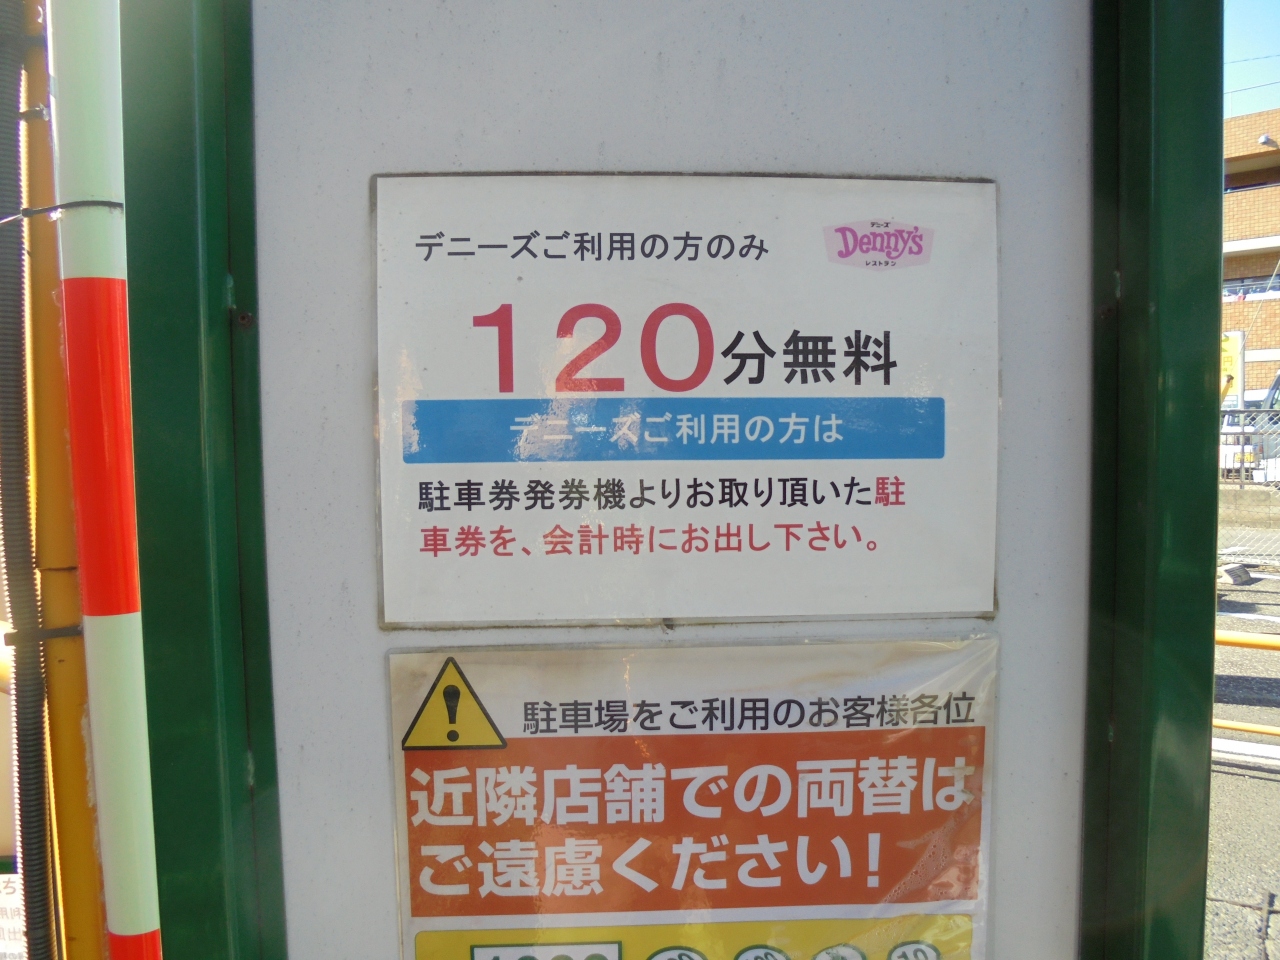 デニーズご利用の方のみ
デニーズ
Denny's
レストラン
120分無料
デニーズご利用の方は
駐車券発券機よりお取り頂いた駐
車券を、会計時にお出し下さい。
駐車場をご利用のお客様各位
近隣店舗での両替は
ご遠慮ください!